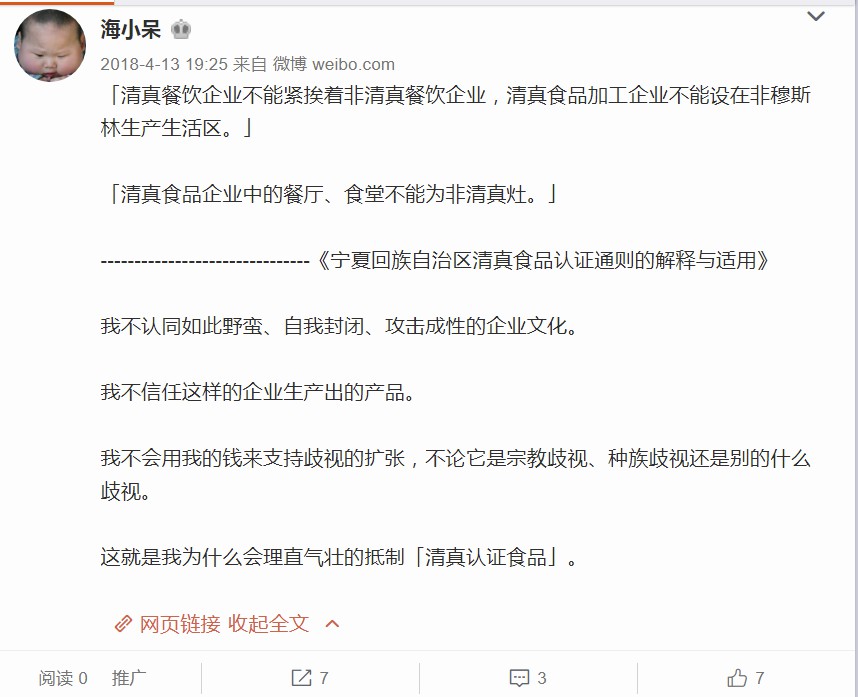 海小呆
2018-4-13 19:25 来自 微博 weibo.com
「清真餐饮企业不能紧挨着非清真餐饮企业，清真食品加工企业不能设在非穆斯
林生产生活区。」
「清真食品企业中的餐厅、食堂不能为非清真灶。」
-------------------------------《宁夏回族自治区清真食品认证通则的解释与适用》
我不认同如此野蛮、自我封闭、攻击成性的企业文化。
我不信任这样的企业生产出的产品。
我不会用我的钱来支持歧视的扩张，不论它是宗教歧视、种族歧视还是别的什么
歧视。
这就是我为什么会理直气壮的抵制「清真认证食品」。
网页链接 收起全文
阅读 0 推广 7 3 7